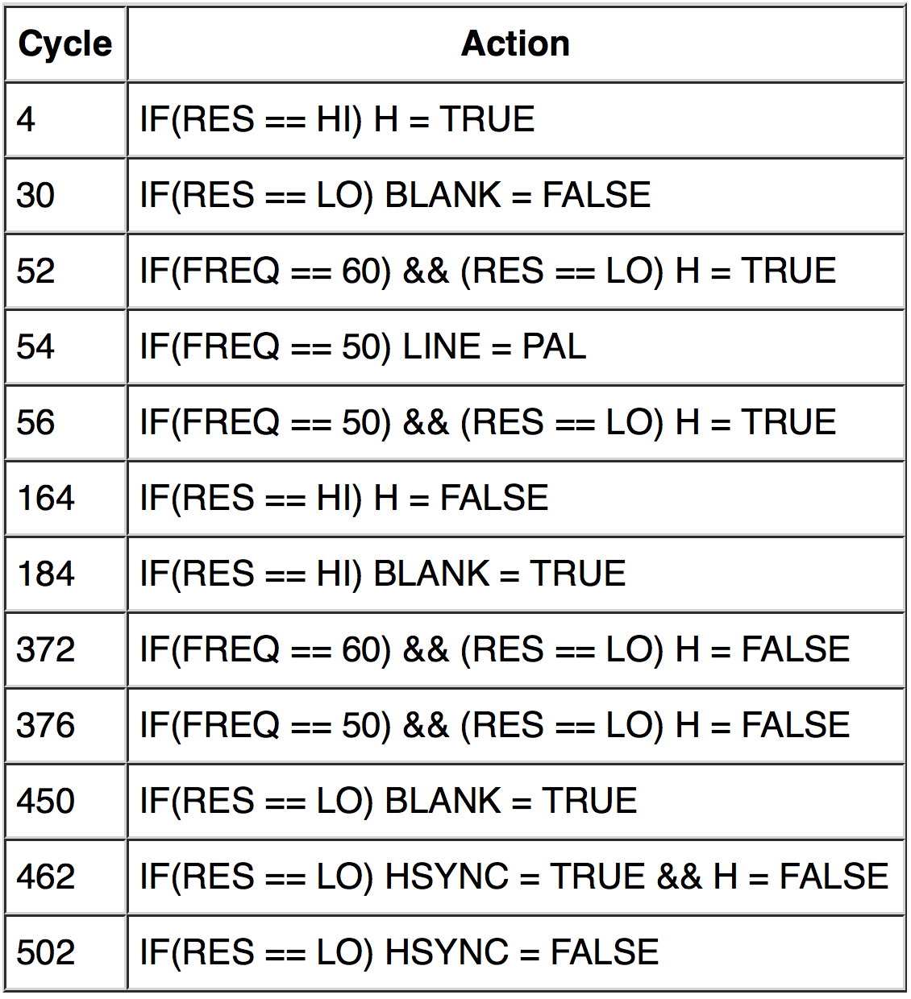 Cycle Action
4 IF(RES == HI) H = TRUE
30 IF(RES == LO) BLANK = FALSE
52 IF(FREQ == 60) && (RES == LO) H = TRUE
54 IF(FREQ == 50) LINE = PAL
56 IF(FREQ == 50) && (RES == LO) H = TRUE
164 IF(RES == HI) H = FALSE
184 IF(RES == HI) BLANK = TRUE
372 IF(FREQ == 60) && (RES == LO) H = FALSE
376 IF(FREQ == 50) && (RES == LO) H = FALSE
450 IF(RES == LO) BLANK = TRUE
462 IF(RES == LO) HSYNC = TRUE && H = FALSE
502 IF(RES == LO) HSYNC = FALSE